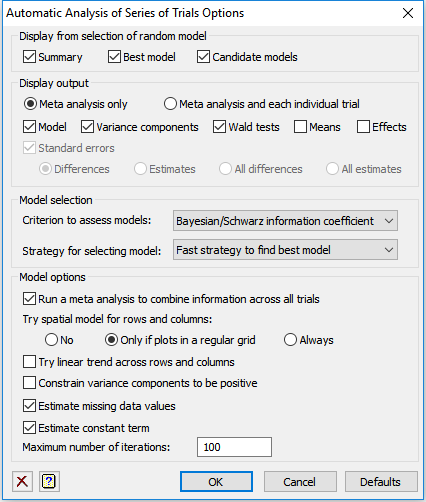 Automatic Analysis of Series of Trials Options
Display from selection of random model
Summary Best model Candidate models
Display output
Meta analysis only Meta analysis and each individual trial
Model Variance components Wald tests Means Effects
Standard errors
Differences Estimates All differences All estimates
Model selection
Criterion to assess models: Bayesian/Schwarz information coefficient
Strategy for selecting model: Fast strategy to find best model
Model options
Run a meta analysis to combine information across all trials
Try spatial model for rows and columns:
No Only if plots in a regular grid Always
Try linear trend across rows and columns
Constrain variance components to be positive
Estimate missing data values
Estimate constant term
Maximum number of iterations: 100
? OK Cancel Defaults